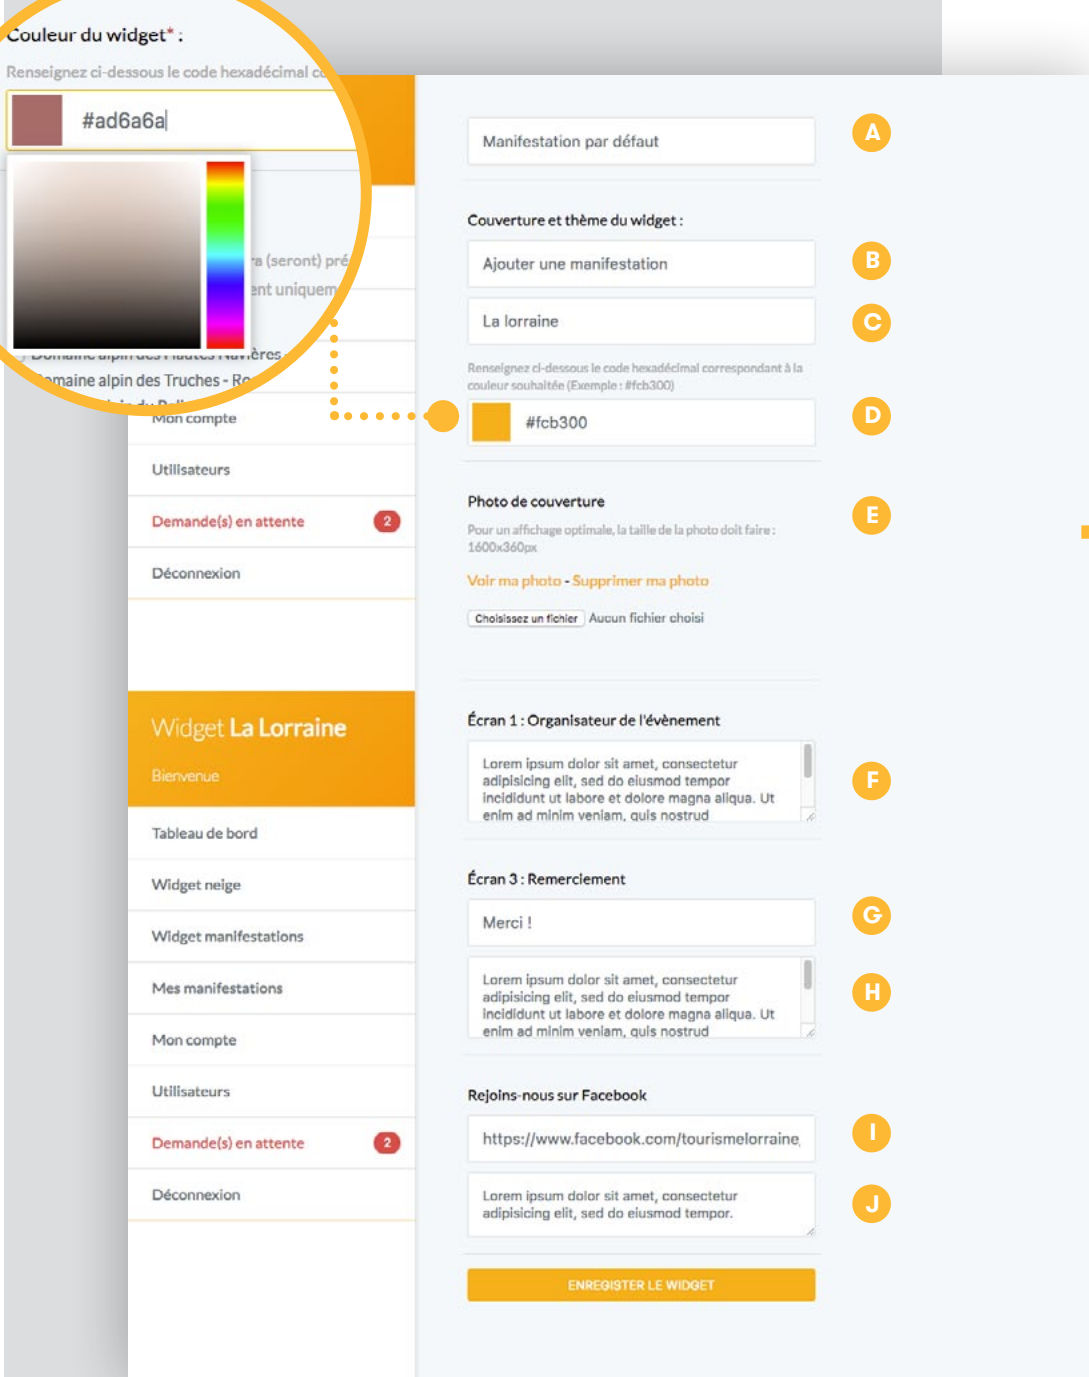 Couleur du widget* :
Renseignez ci-dessous le code hexadécimal
#ad6a6a
(seront) pré
uniquem
Domaine alpin des Hautes Navières -
Domaine alpin des Truches -
Mon compte
Utilisateurs
Demande(s) en attente 2
Déconnexion
Widget La Lorraine
Bienvenue
Tableau de bord
Widget neige
Widget manifestations
Mes manifestations
Mon compte
Utilisateurs
Demande(s) en attente 2
Déconnexion
Manifestation par défaut A
Couverture et thème du widget :
Ajouter une manifestation B
La lorraine C
Renseignez ci-dessous le code hexadécimal correspondant à la
couleur souhaitée (Exemple : #fcb300)
#fcb300 D
Photo de couverture E
Pour un affichage optimale, la taille de la photo doit faire :
1600x360px
Voir ma photo - Supprimer ma photo
Choisissez un fichier Aucun fichier choisi
Écran 1 : Organisateur de l'évènement
Lorem ipsum dolor sit amet, consectetur
adipisicing elit, sed do eiusmod tempor
incididunt ut labore et dolore magna aliqua. Ut
enim ad minim veniam, quis nostrud
F
Écran 3 : Remerciement
Merci ! G
Lorem ipsum dolor sit amet, consectetur
adipisicing elit, sed do eiusmod tempor
incididunt ut labore et dolore magna aliqua. Ut
enim ad minim veniam, quis nostrud
H
Rejoins-nous sur Facebook
https://www.facebook.com/tourismelorraine I
Lorem ipsum dolor sit amet, consectetur
adipisicing elit, sed do eiusmod tempor.
J
ENREGISTER LE WIDGET